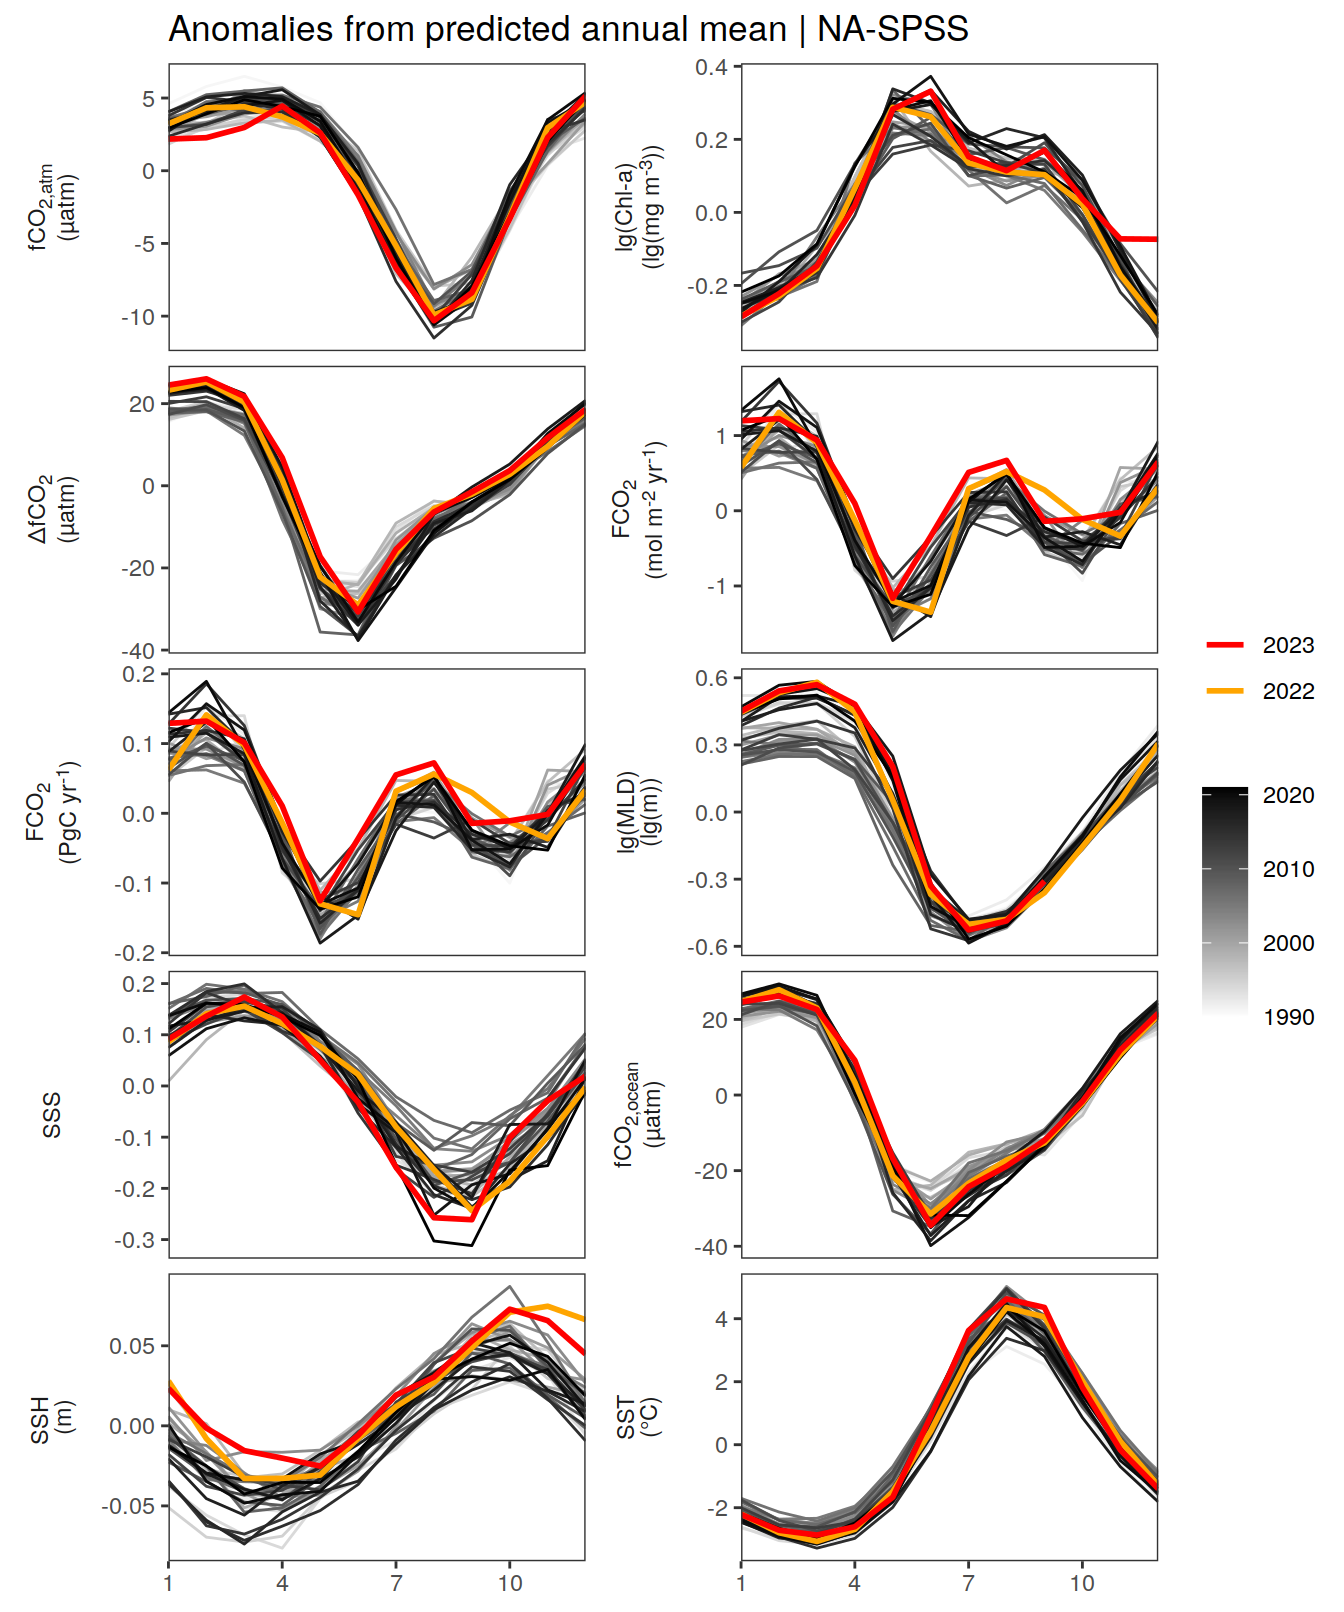 Anomalies from predicted annual mean | NA-SPSS
fCO2,atm
(µatm)
5
0
-5
-10
lg(Chl-a)
(lg(mg m-3))
0.4
0.2
0.0
-0.2
ΔfCO2
(µatm)
20
0
-20
-40
FCO2
(mol m-2 yr-1)
1
0
-1
FCO2
(PgC yr-1)
0.2
0.1
0.0
-0.1
-0.2
lg(MLD)
(lg(m))
0.6
0.3
0.0
-0.3
-0.6
SSS
0.2
0.1
0.0
-0.1
-0.2
-0.3
fCO2,ocean
(µatm)
20
0
-20
-40
SSH
(m)
0.05
0.00
-0.05
1 4 7 10
SST
(°C)
4
2
0
-2
1 4 7 10
2023
2022
2020
2010
2000
1990